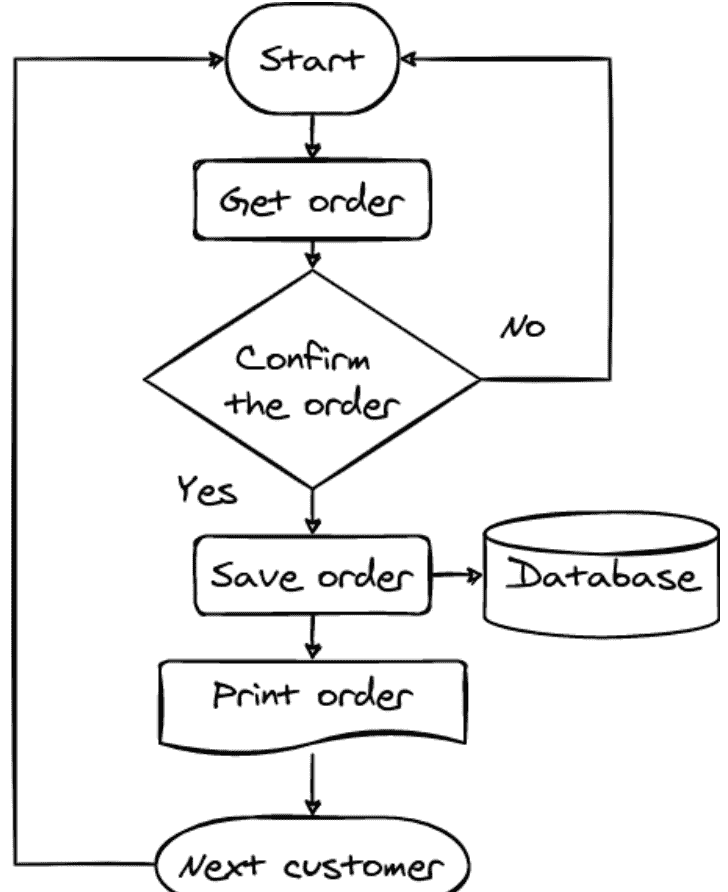 Start
Get order
Confirm
the order
No
Yes
Save order
Database
Print order
Next customer